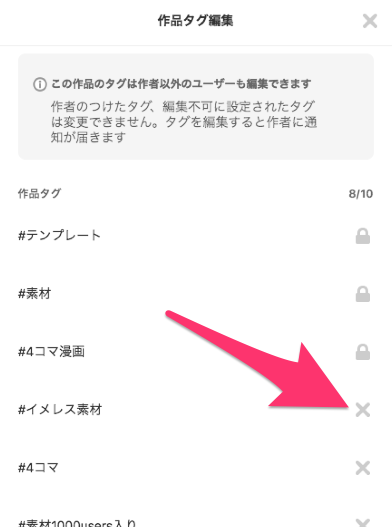 作品タグ編集
この作品のタグは作者以外のユーザーも編集できます
作者のつけたタグ、編集不可に設定されたタグ
は変更できません。タグを編集すると作者に通
知が届きます
作品タグ 8/10
#テンプレート
#素材
#4コマ漫画
#イメレス素材
#4コマ
#素材1000users入り